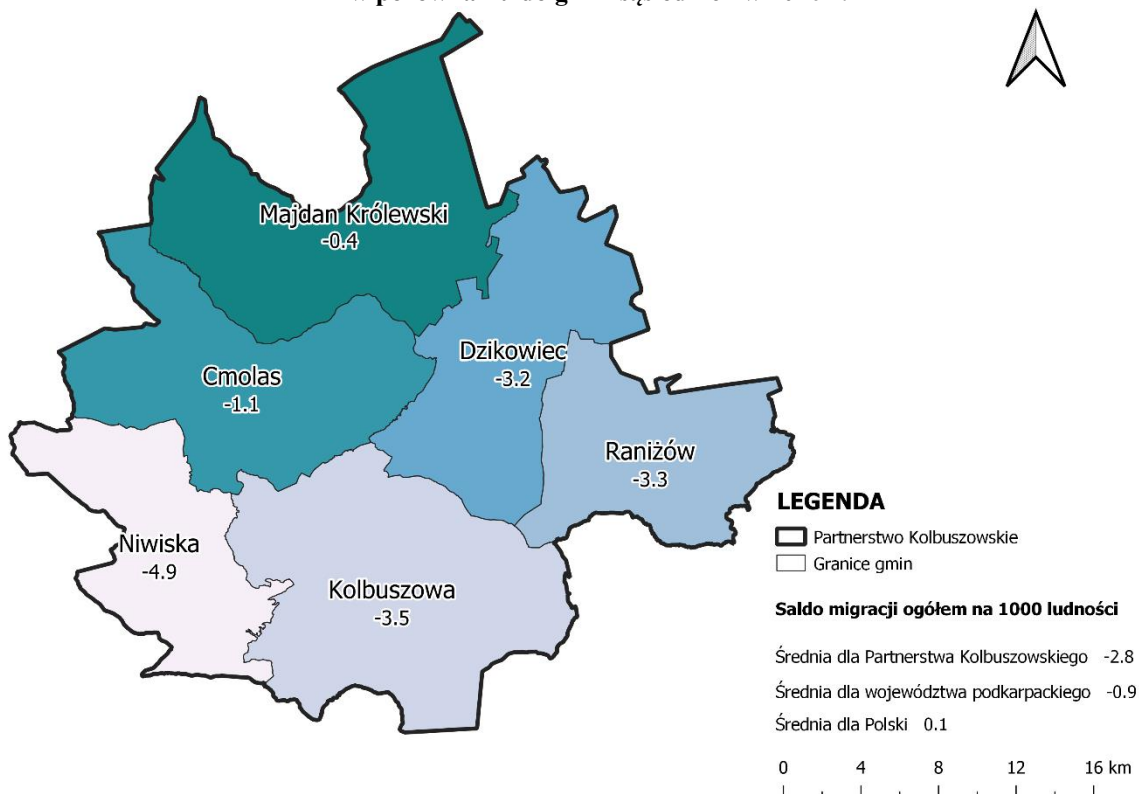 Majdan Królewski
-0.4
Dzikowiec
-3.2
Cmolas
-1.1
Raniżów
-3.3
Niwiska
-4.9
Kolbuszowa
-3.5
LEGENDA
Partnerstwo Kolbuszowskie
Granice gmin
Saldo migracji ogółem na 1000 ludności
Średnia dla Partnerstwa Kolbuszowskiego -2.8
Średnia dla województwa podkarpackiego -0.9
Średnia dla Polski 0.1
0 4 8 12 16 km